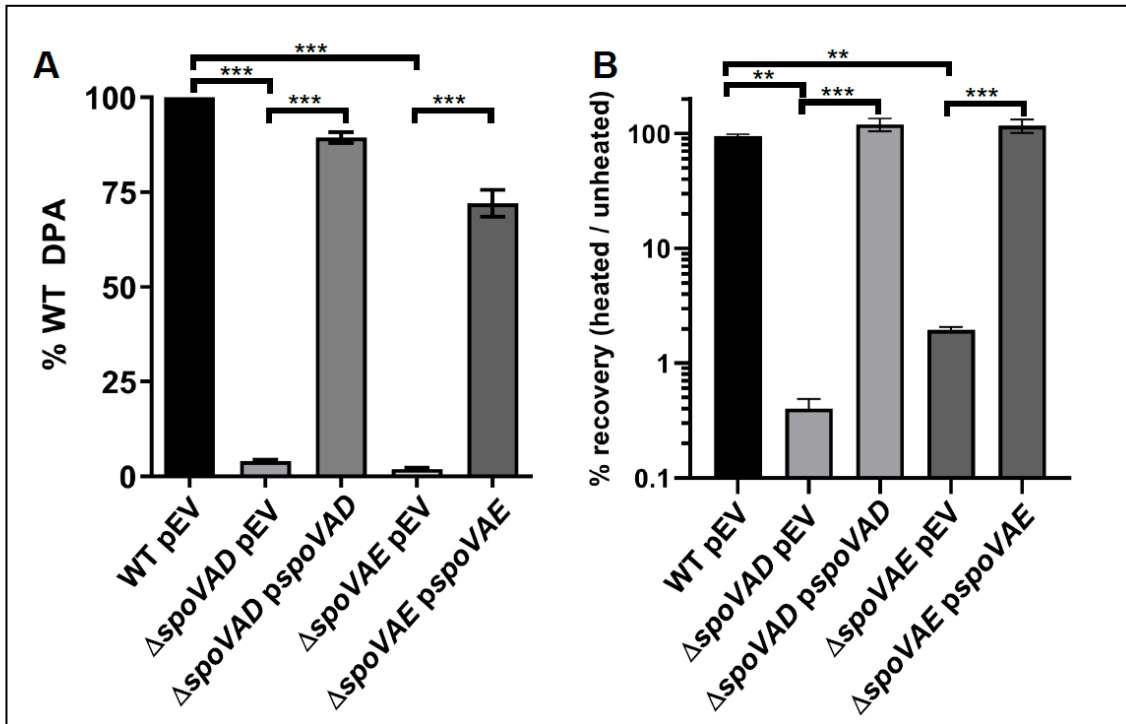 A
B
***
***
***
***
**
**
***
***
% WT DPA
100
75
50
25
0
% recovery (heated / unheated)
100
10
1
0.1
WT pEV
ΔspoVAD pEV
ΔspoVAD pspoVAD
ΔspoVAE pEV
ΔspoVAE pspoVAE
WT pEV
ΔspoVAD pEV
ΔspoVAD pspoVAD
ΔspoVAE pEV
ΔspoVAE pspoVAE